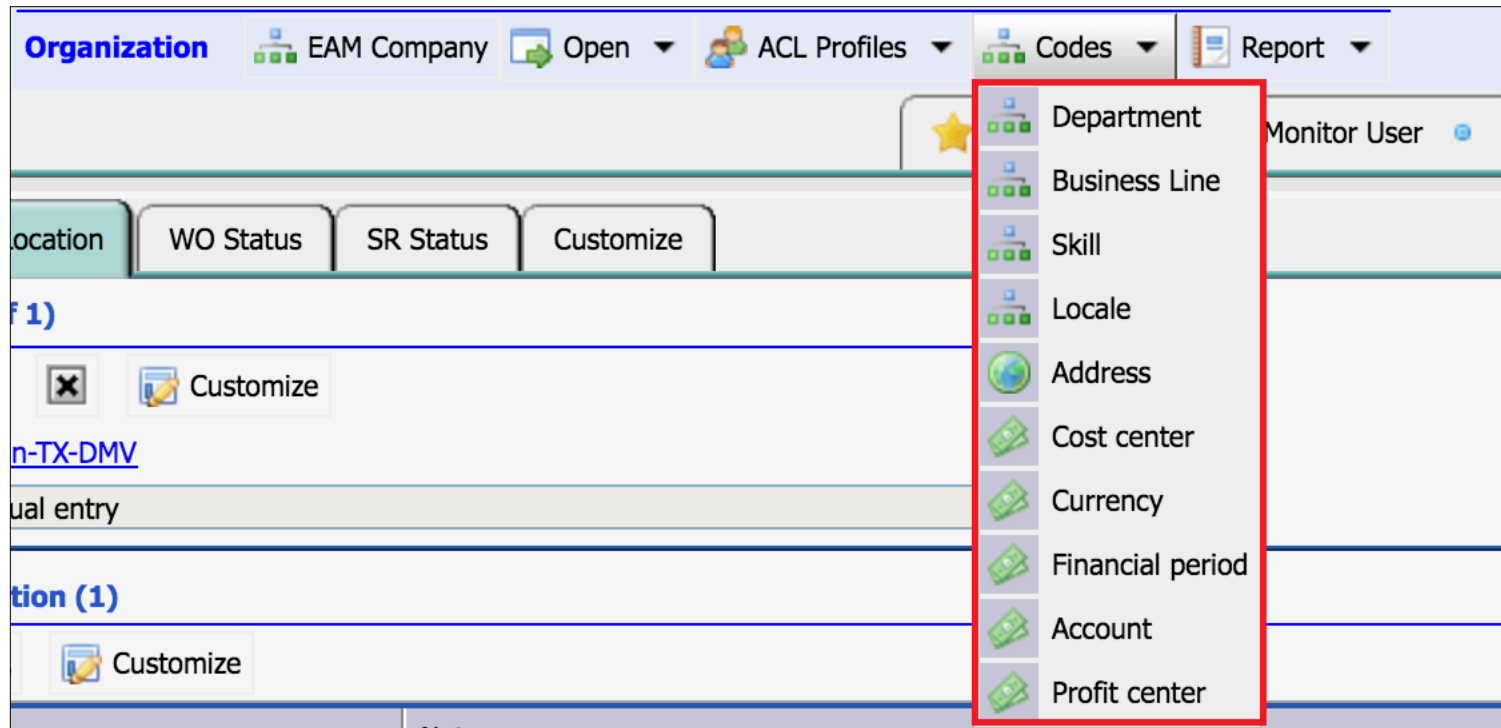 Organization EAM Company Open ACL Profiles Codes Report
Department
Monitor User
Business Line
ocation WO Status SR Status Customize
Skill
Locale
f 1)
Address
Customize
Cost center
n-TX-DMV
Currency
ual entry
Financial period
tion (1)
Account
Customize
Profit center